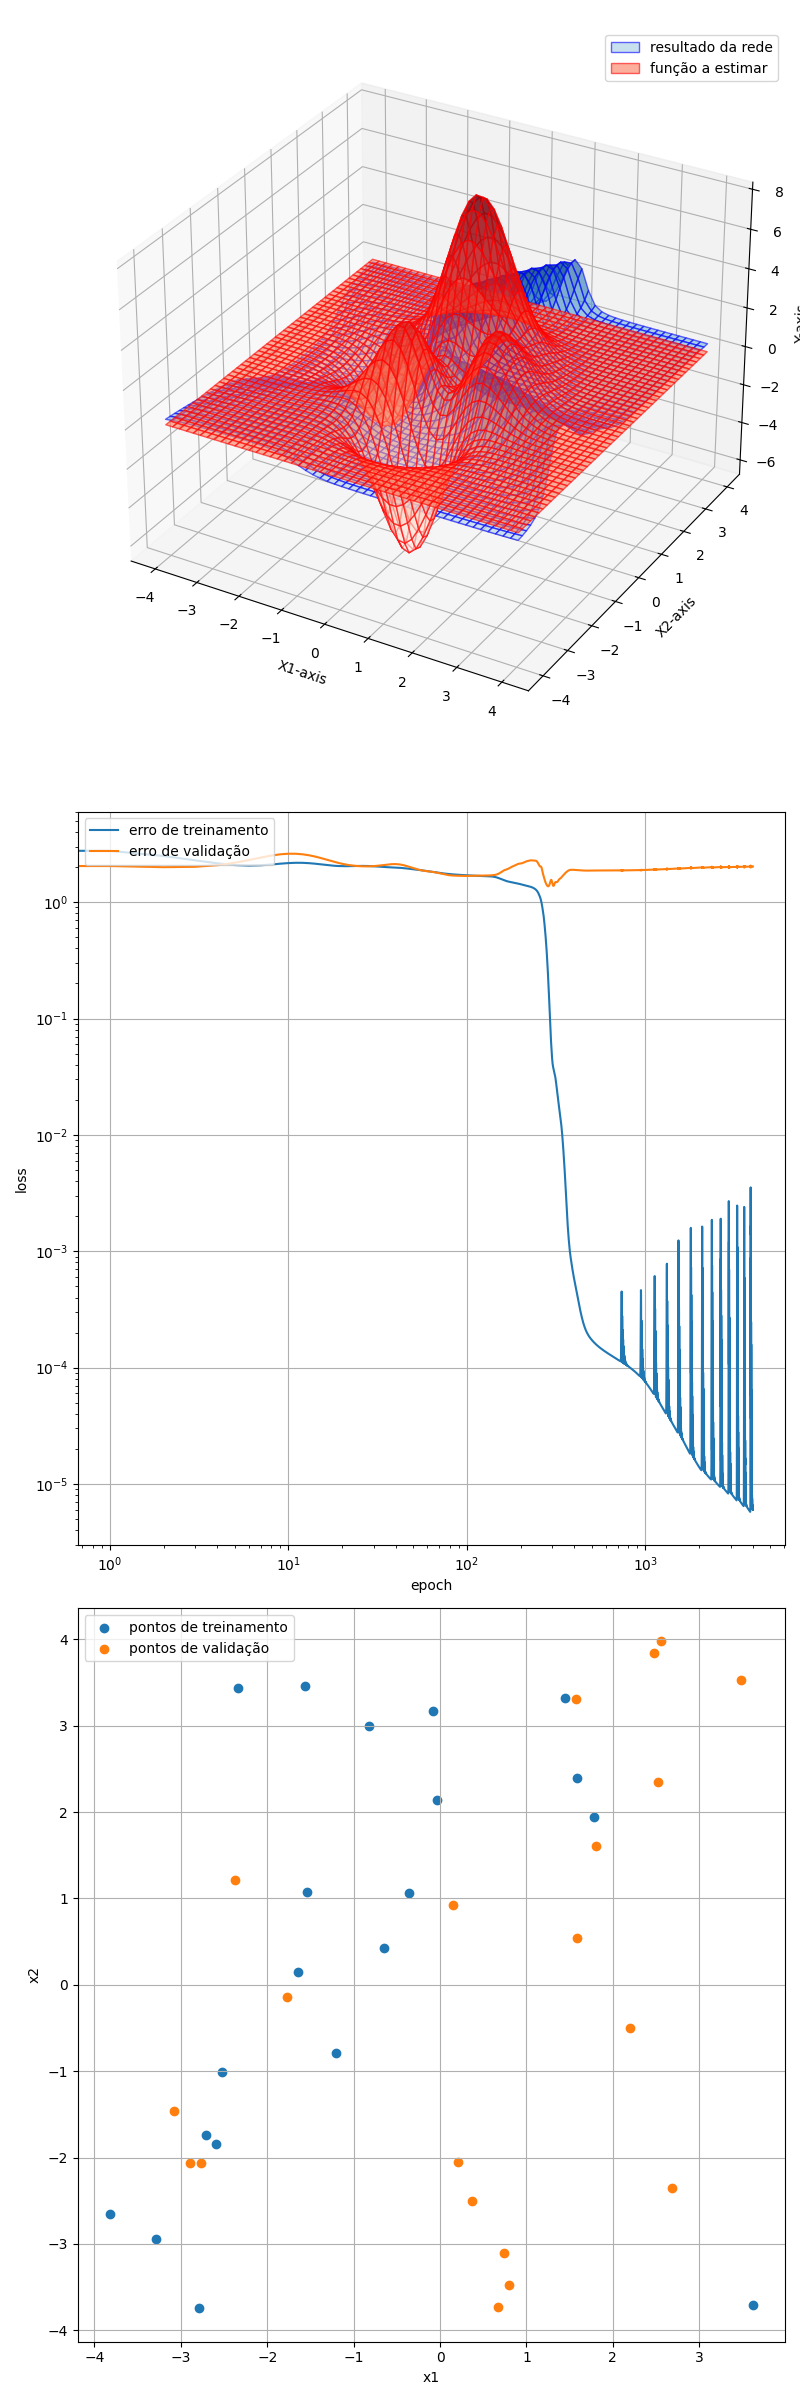 resultado da rede
função a estimar
8
6
4
2
0
−2
−4
−6
4
3
2
1
0
−1
−2
−3
−4
X2-axis
−4
−3
−2
−1
0
1
2
3
4
X1-axis
erro de treinamento
erro de validação
10^0
10^-1
10^-2
10^-3
10^-4
10^-5
loss
10^0 10^1 10^2 10^3
epoch
pontos de treinamento
pontos de validação
4
3
2
1
0
−1
−2
−3
−4
x2
−4 −3 −2 −1 0 1 2 3
x1